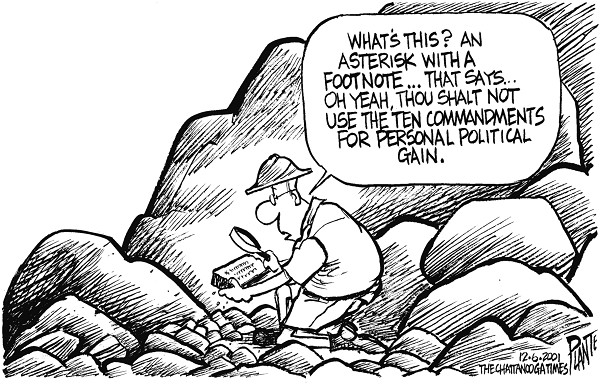 WHAT'S THIS? AN
ASTERISK WITH A
FOOTNOTE... THAT SAYS...
OH YEAH, THOU SHALT NOT
USE THE TEN COMMANDMENTS
FOR PERSONAL POLITICAL
GAIN.
12.6.2001
THE CHATTANOOGA TIMES
PLANTE